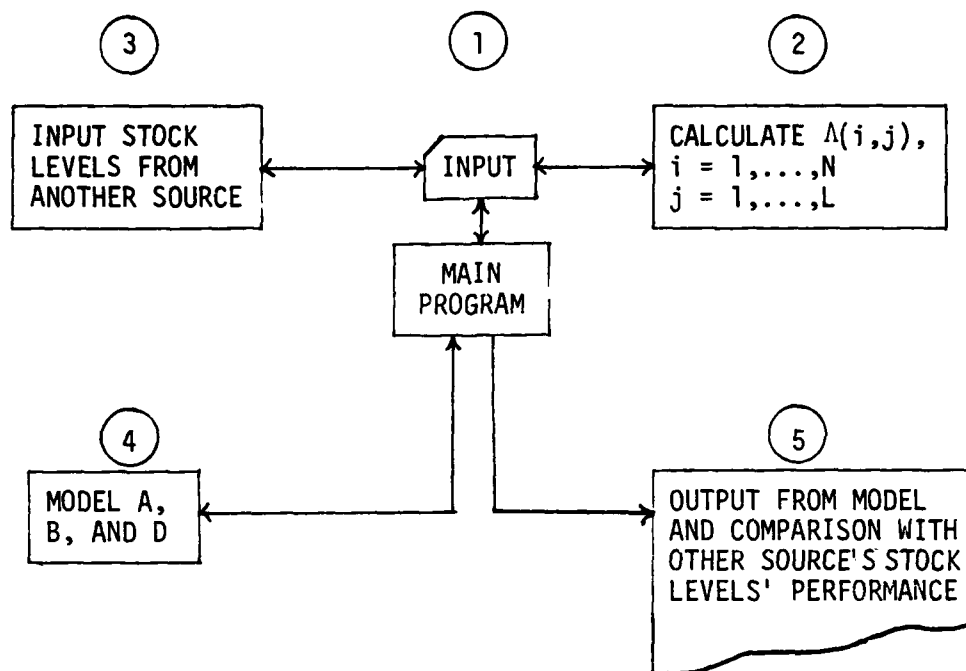 3
1
2
INPUT STOCK
LEVELS FROM
ANOTHER SOURCE
INPUT
CALCULATE Λ(i,j),
i = 1,...,N
j = 1,...,L
MAIN
PROGRAM
4
5
MODEL A,
B, AND D
OUTPUT FROM MODEL
AND COMPARISON WITH
OTHER SOURCE'S STOCK
LEVELS' PERFORMANCE